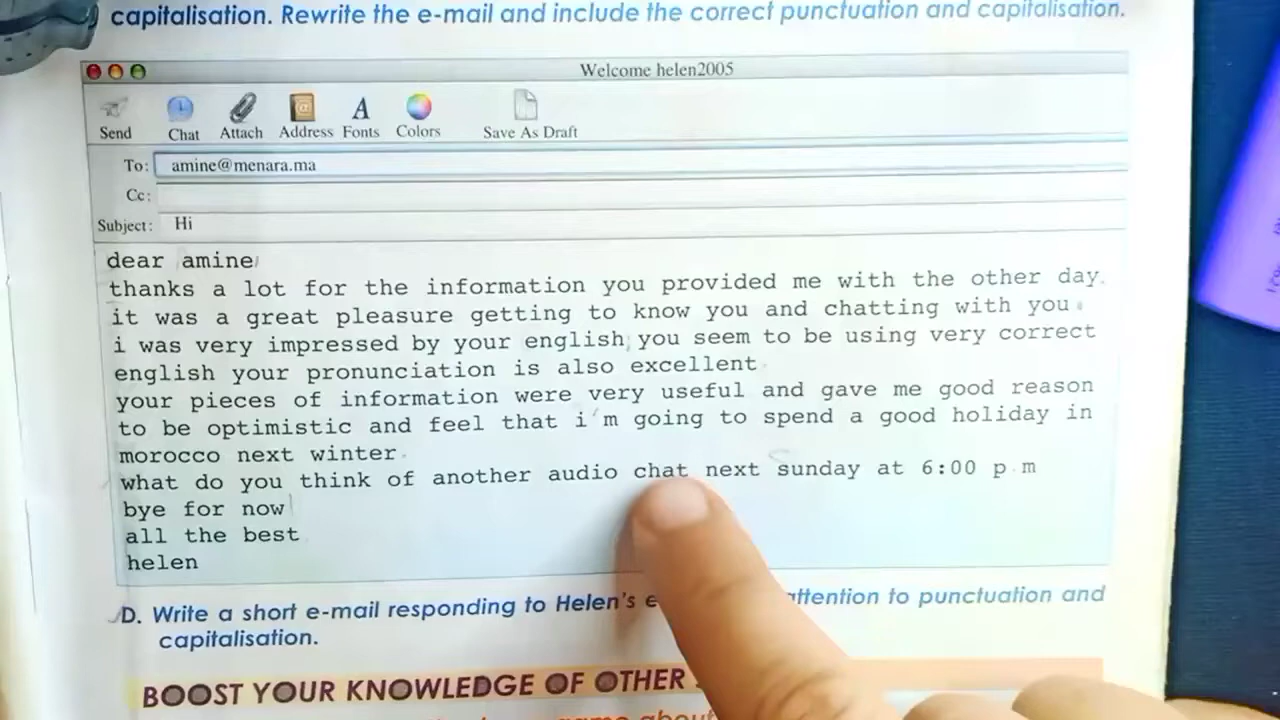 capitalisation. Rewrite the e-mail and include the correct punctuation and capitalisation.
Welcome helen2005
Send Chat Attach Address Fonts Colors Save As Draft
To: amine@menara.ma
Cc:
Subject: Hi
dear amine
thanks a lot for the information you provided me with the other day.
it was a great pleasure getting to know you and chatting with you.
i was very impressed by your english you seem to be using very correct
english your pronunciation is also excellent
your pieces of information were very useful and gave me good reason
to be optimistic and feel that i'm going to spend a good holiday in
morocco next winter.
what do you think of another audio chat next sunday at 6:00 p.m
bye for now
all the best
helen
D. Write a short e-mail responding to Helen's attention to punctuation and
capitalisation.
BOOST YOUR KNOWLEDGE OF OTHER